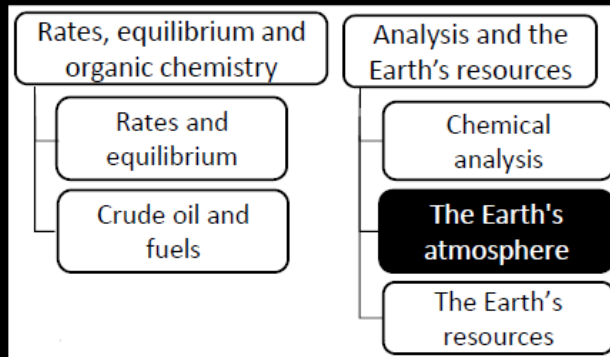 Rates, equilibrium and
organic chemistry
Rates and
equilibrium
Crude oil and
fuels
Analysis and the
Earth’s resources
Chemical
analysis
The Earth's
atmosphere
The Earth’s
resources